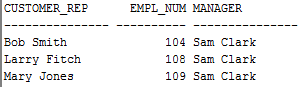 CUSTOMER_REP EMPL_NUM MANAGER
--------------- ---------- ---------------
Bob Smith 104 Sam Clark
Larry Fitch 108 Sam Clark
Mary Jones 109 Sam Clark